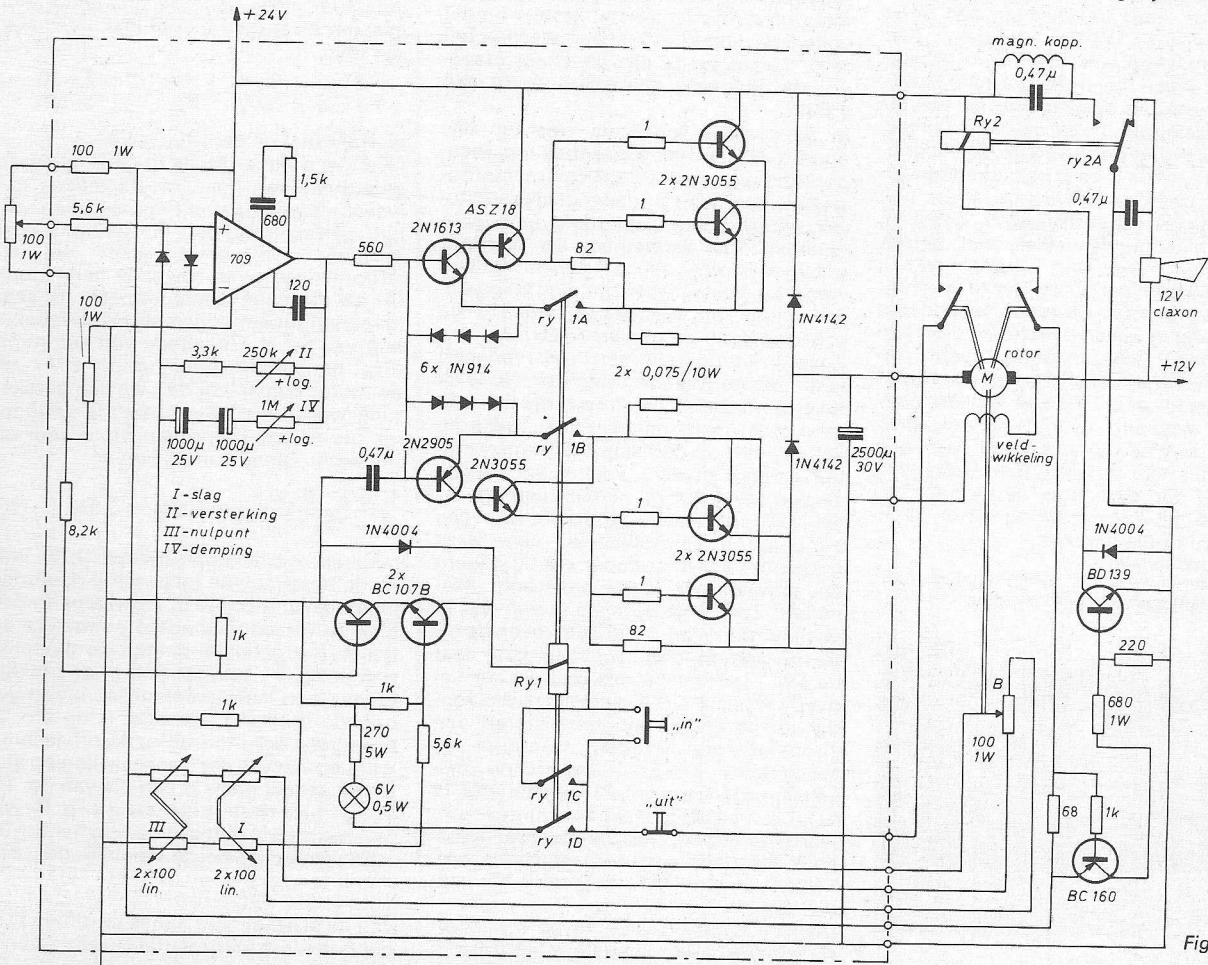 +24V
magn. kopp.
0,47µ
Ry2
ry2A
0,47µ
12V
claxon
+12V
100 1W
5,6k
100
1W
100
1W
8,2k
+
709
−
680
1,5k
120
560
3,3k
250k II
+log.
1M IV
+log.
1000µ
25V
1000µ
25V
I-slag
II-versterking
III-nulpunt
IV-demping
2N1613
ASZ18
1
2x2N3055
1
82
ry 1A
6x 1N914
2x 0,075/10W
ry 1B
1N4142
1N4142
2500µ
30V
rotor
M
veld-
wikkeling
0,47µ
2N2905
2N3055
1
2x 2N3055
1
82
1N4004
2x
BC107B
1k
1k
1k
270
5W
5,6k
6V
0,5W
Ry1
„in"
ry 1C
„uit"
ry 1D
III
I
2x100
lin.
2x100
lin.
B
100
1W
1N4004
BD139
220
680
1W
68
1k
BC160
Fig